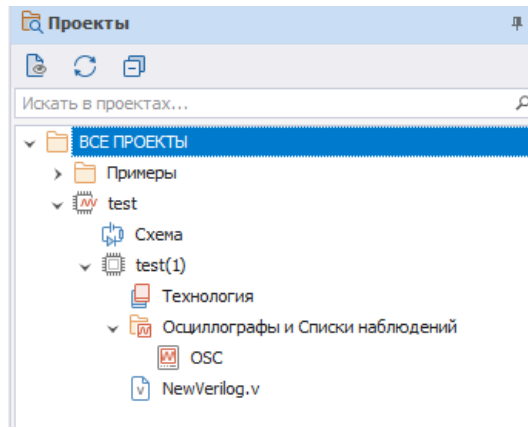 Проекты
Искать в проектах...
ВСЕ ПРОЕКТЫ
Примеры
test
Схема
test(1)
Технология
Осциллографы и Списки наблюдений
OSC
NewVerilog.v